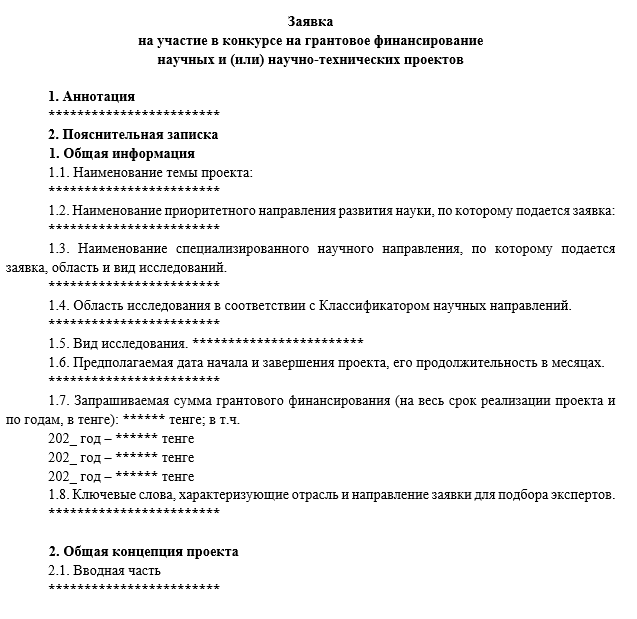 Заявка
на участие в конкурсе на грантовое финансирование
научных и (или) научно-технических проектов
1. Аннотация
************************
2. Пояснительная записка
1. Общая информация
1.1. Наименование темы проекта:
************************
1.2. Наименование приоритетного направления развития науки, по которому подается заявка:
************************
1.3. Наименование специализированного научного направления, по которому подается
заявка, область и вид исследований.
************************
1.4. Область исследования в соответствии с Классификатором научных направлений.
************************
1.5. Вид исследования. ************************
1.6. Предполагаемая дата начала и завершения проекта, его продолжительность в месяцах.
************************
1.7. Запрашиваемая сумма грантового финансирования (на весь срок реализации проекта и
по годам, в тенге): ****** тенге; в т.ч.
202_ год – ****** тенге
202_ год – ****** тенге
202_ год – ****** тенге
1.8. Ключевые слова, характеризующие отрасль и направление заявки для подбора экспертов.
************************
2. Общая концепция проекта
2.1. Вводная часть
************************